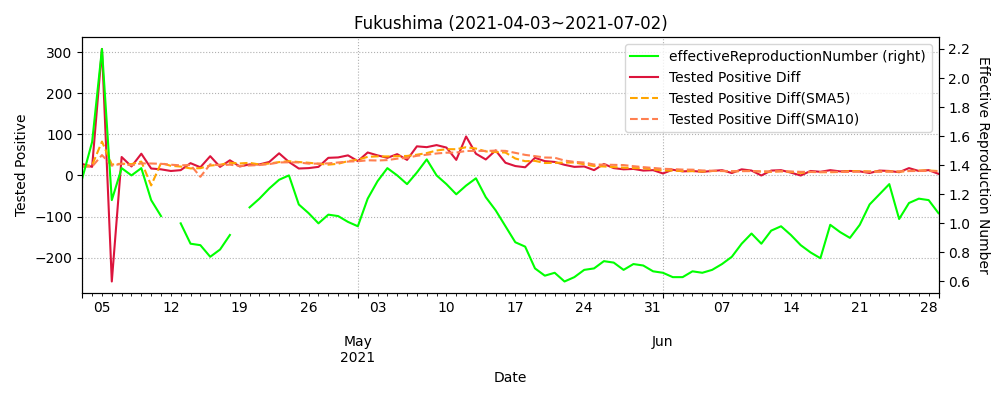 Fukushima (2021-04-03~2021-07-02)
effectiveReproductionNumber (right)
Tested Positive Diff
Tested Positive Diff(SMA5)
Tested Positive Diff(SMA10)
Tested Positive
300
200
100
0
−100
−200
2.2
2.0
1.8
1.6
1.4
1.2
1.0
0.8
0.6
Effective Reproduction Number
05 12 19 26 03 10 17 24 31 07 14 21 28
May Jun
2021
Date